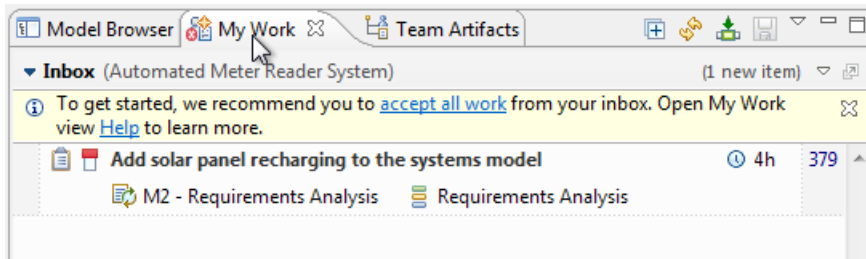 Model Browser My Work Team Artifacts
Inbox (Automated Meter Reader System) (1 new item)
To get started, we recommend you to accept all work from your inbox. Open My Work
view Help to learn more.
Add solar panel recharging to the systems model 4h 379
M2 - Requirements Analysis Requirements Analysis